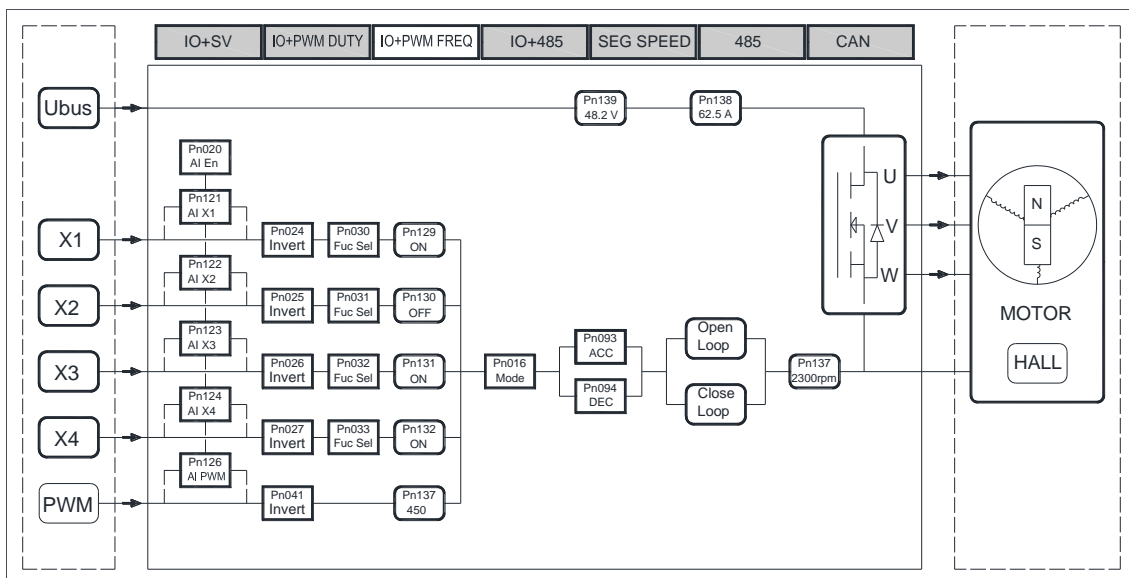 IO+SV IO+PWM DUTY IO+PWM FREQ IO+485 SEG SPEED 485 CAN
Ubus
Pn139
48.2 V
Pn138
62.5 A
Pn020
AI En
Pn121
AI X1
X1
Pn024
Invert
Pn030
Fuc Sel
Pn129
ON
Pn122
AI X2
X2
Pn025
Invert
Pn031
Fuc Sel
Pn130
OFF
Pn123
AI X3
X3
Pn026
Invert
Pn032
Fuc Sel
Pn131
ON
Pn124
AI X4
X4
Pn027
Invert
Pn033
Fuc Sel
Pn132
ON
Pn126
AI PWM
PWM
Pn041
Invert
Pn137
450
Pn016
Mode
Pn093
ACC
Pn094
DEC
Open
Loop
Close
Loop
Pn137
2300rpm
U
V
W
N
S
MOTOR
HALL